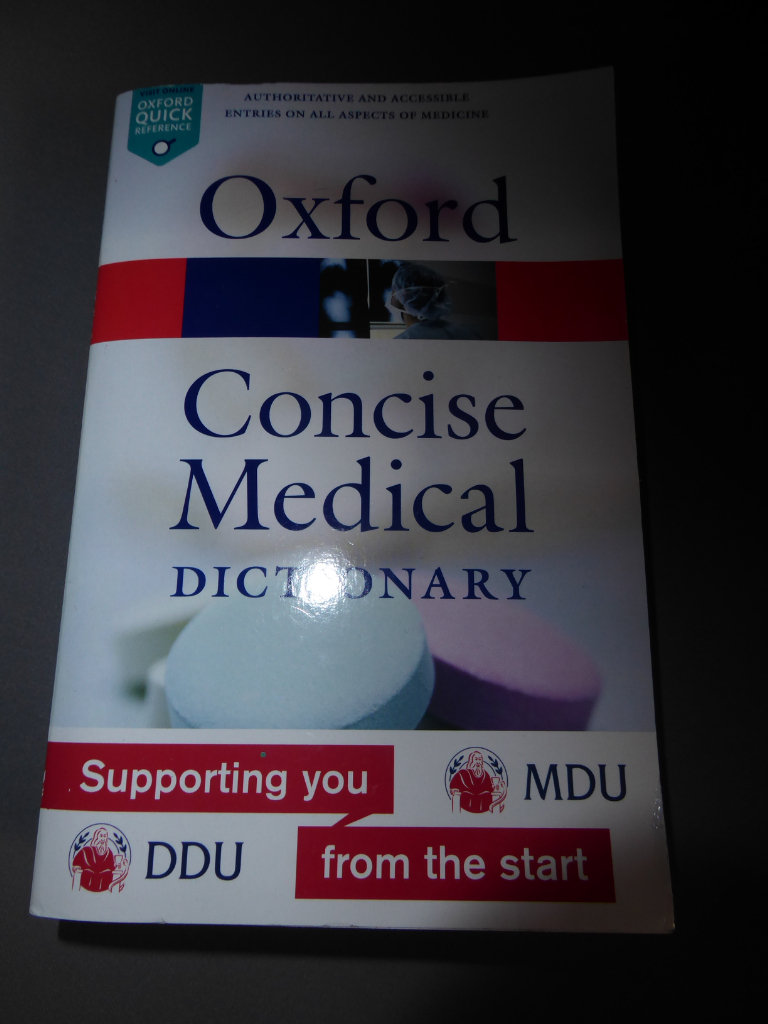 VISIT ONLINE
OXFORD
QUICK
REFERENCE
AUTHORITATIVE AND ACCESSIBLE
ENTRIES ON ALL ASPECTS OF MEDICINE
Oxford
Concise
Medical
DICTIONARY
Supporting you
MDU
DDU
from the start